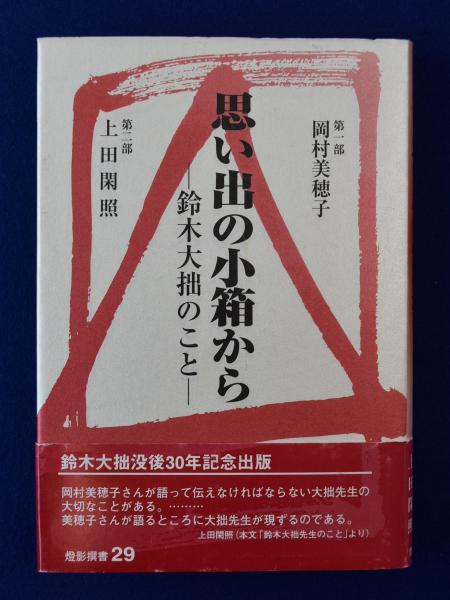 第一部
岡村美穂子
思い出の小箱から
―鈴木大拙のこと―
第二部
上田閑照
鈴木大拙没後30年記念出版
岡村美穂子さんが語って伝えなければならない大拙先生の
大切なことがある。………
美穂子さんが語るところに大拙先生が現ずるのである。
上田閑照(本文「鈴木大拙先生のこと」より)
燈影撰書 29